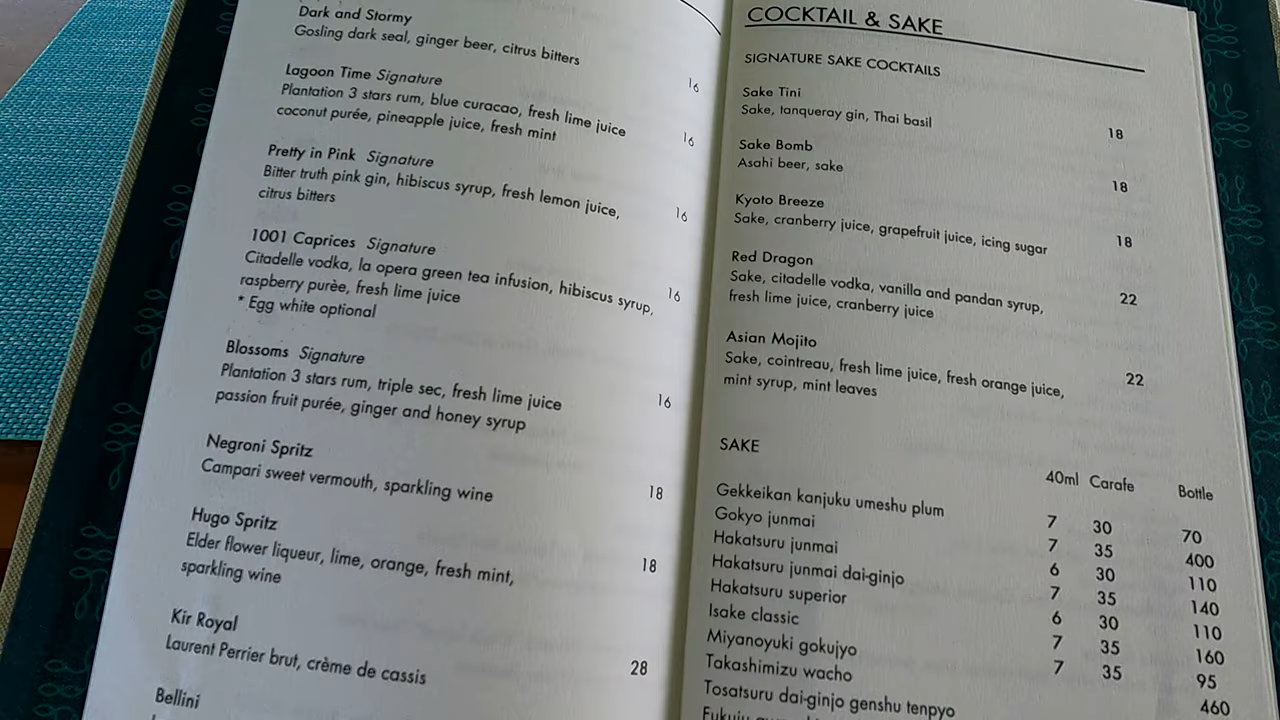 Dark and Stormy
Gosling dark seal, ginger beer, citrus bitters 16
Lagoon Time Signature
Plantation 3 stars rum, blue curacao, fresh lime juice 16
coconut purée, pineapple juice, fresh mint
Pretty in Pink Signature
Bitter truth pink gin, hibiscus syrup, fresh lemon juice, 16
citrus bitters
1001 Caprices Signature
Citadelle vodka, la opera green tea infusion, hibiscus syrup, 16
raspberry purèe, fresh lime juice
* Egg white optional
Blossoms Signature
Plantation 3 stars rum, triple sec, fresh lime juice 16
passion fruit purée, ginger and honey syrup
Negroni Spritz
Campari sweet vermouth, sparkling wine 18
Hugo Spritz
Elder flower liqueur, lime, orange, fresh mint, 18
sparkling wine
Kir Royal
Laurent Perrier brut, crème de cassis 28
Bellini
COCKTAIL & SAKE
SIGNATURE SAKE COCKTAILS
Sake Tini
Sake, tanqueray gin, Thai basil 18
Sake Bomb
Asahi beer, sake 18
Kyoto Breeze
Sake, cranberry juice, grapefruit juice, icing sugar 18
Red Dragon
Sake, citadelle vodka, vanilla and pandan syrup, 22
fresh lime juice, cranberry juice
Asian Mojito
Sake, cointreau, fresh lime juice, fresh orange juice, 22
mint syrup, mint leaves
SAKE 40ml Carafe Bottle
Gekkeikan kanjuku umeshu plum 7 30 70
Gokyo junmai 7 35 400
Hakatsuru junmai 6 30 110
Hakatsuru junmai dai-ginjo 7 35 140
Hakatsuru superior 6 30 110
Isake classic 7 35 160
Miyanoyuki gokujyo 7 35 95
Takashimizu wacho 460
Tosatsuru dai-ginjo genshu tenpyo
Fukuju